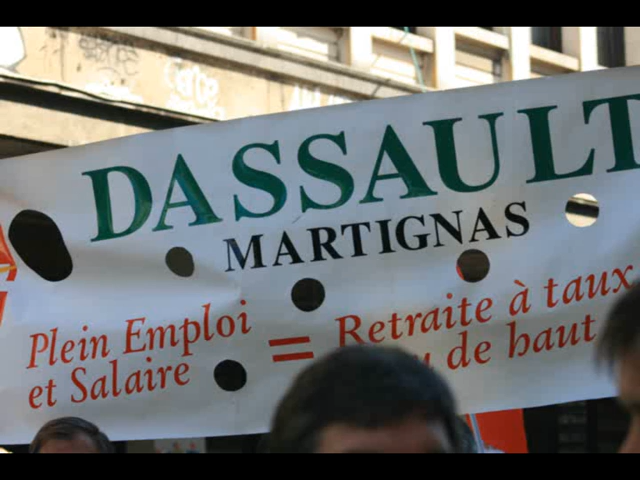 DASSAULT
MARTIGNAS
Plein Emploi
et Salaire
=
Retraite à taux
de haut